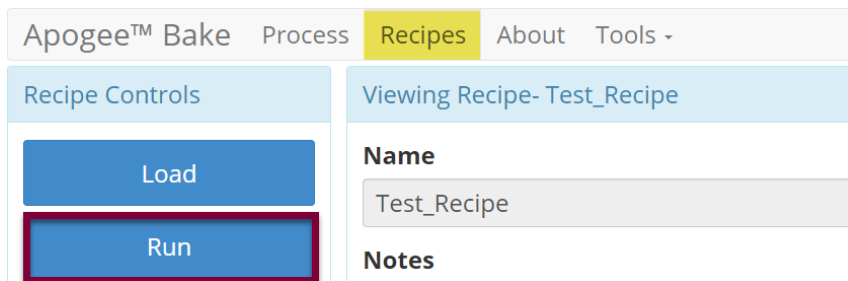 Apogee™ Bake Process Recipes About Tools
Recipe Controls
Load
Run
Viewing Recipe- Test_Recipe
Name
Test_Recipe
Notes